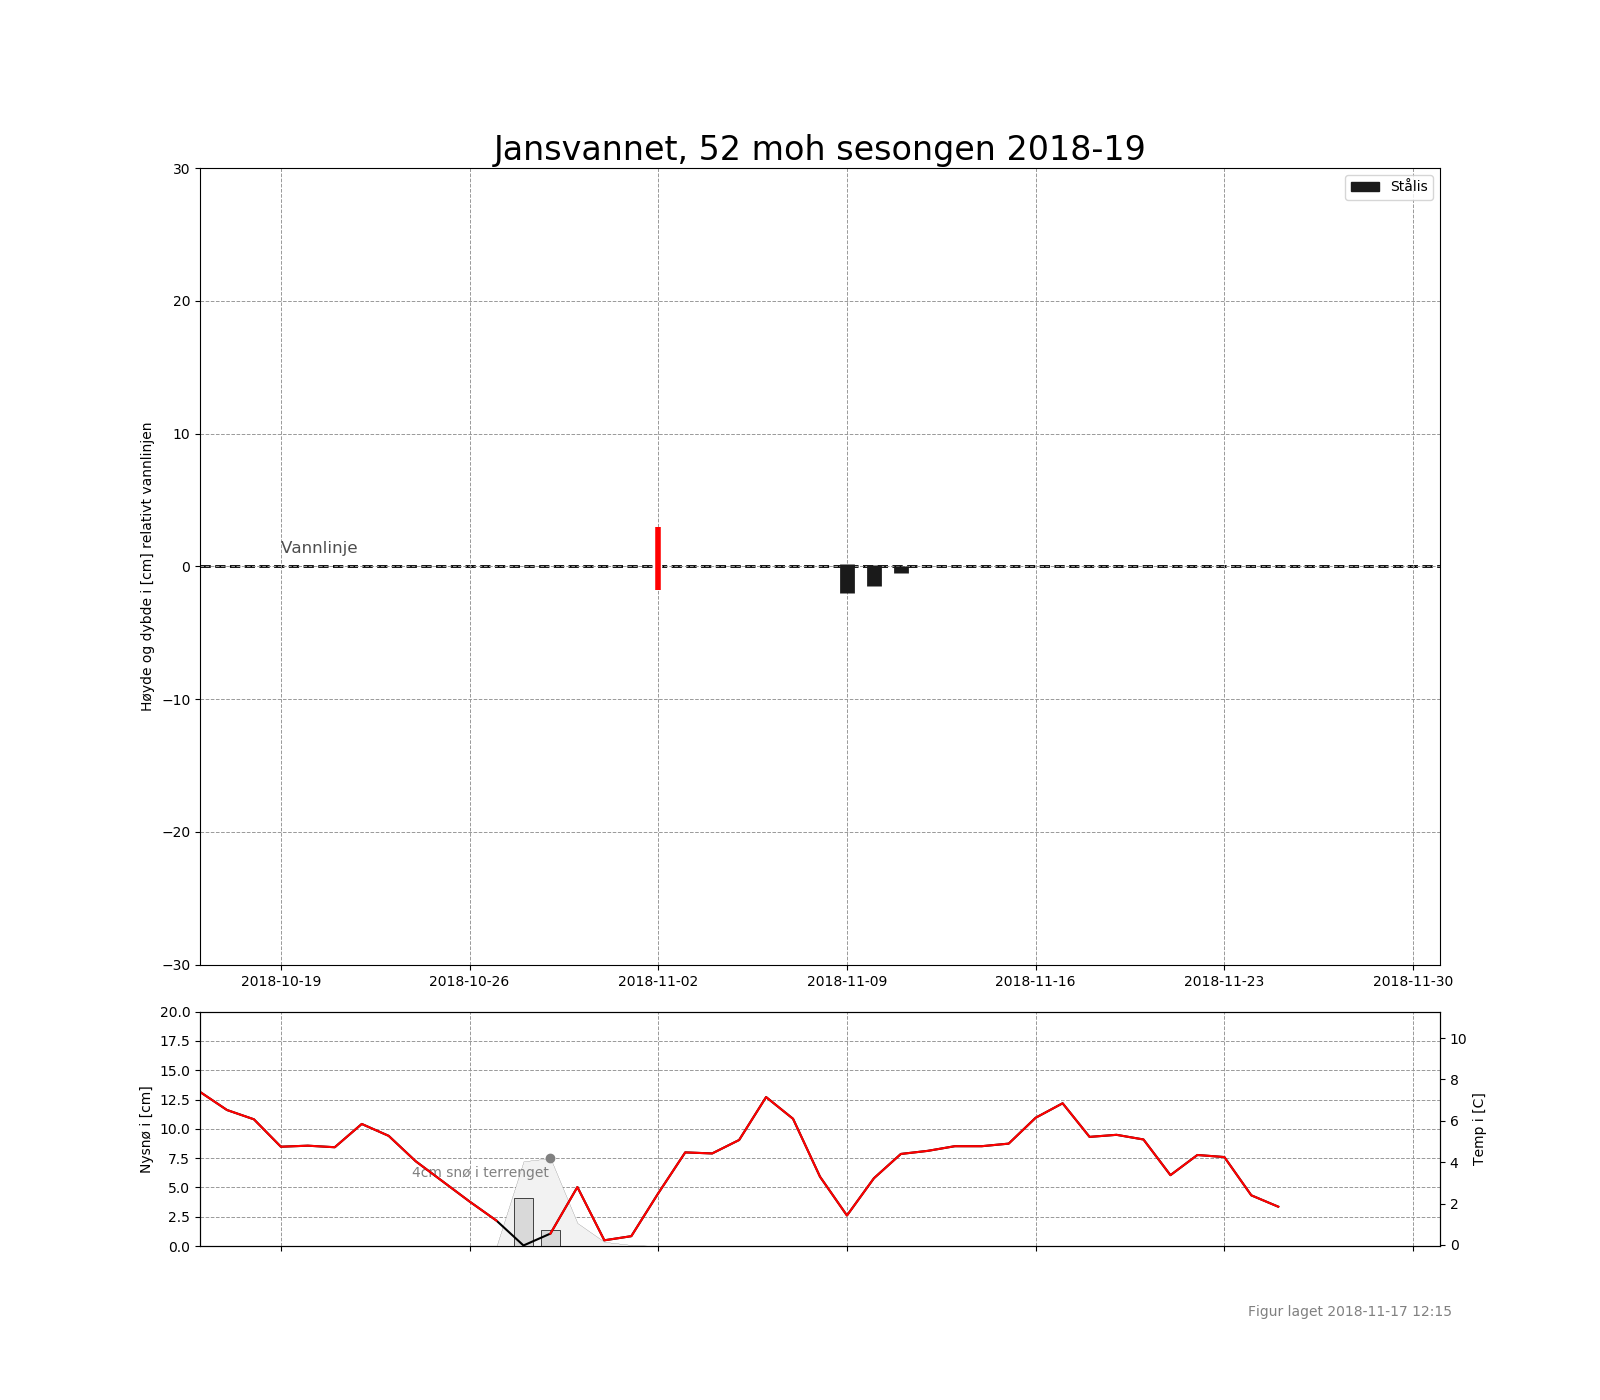 Jansvannet, 52 moh sesongen 2018-19
30
20
10
0
−10
−20
−30
Høyde og dybde i [cm] relativt vannlinjen
Stålis
Vannlinje
2018-10-19 2018-10-26 2018-11-02 2018-11-09 2018-11-16 2018-11-23 2018-11-30
20.0
17.5
15.0
12.5
10.0
7.5
5.0
2.5
0.0
Nysnø i [cm]
4cm snø i terrenget
10
8
6
4
2
0
Temp i [C]
Figur laget 2018-11-17 12:15